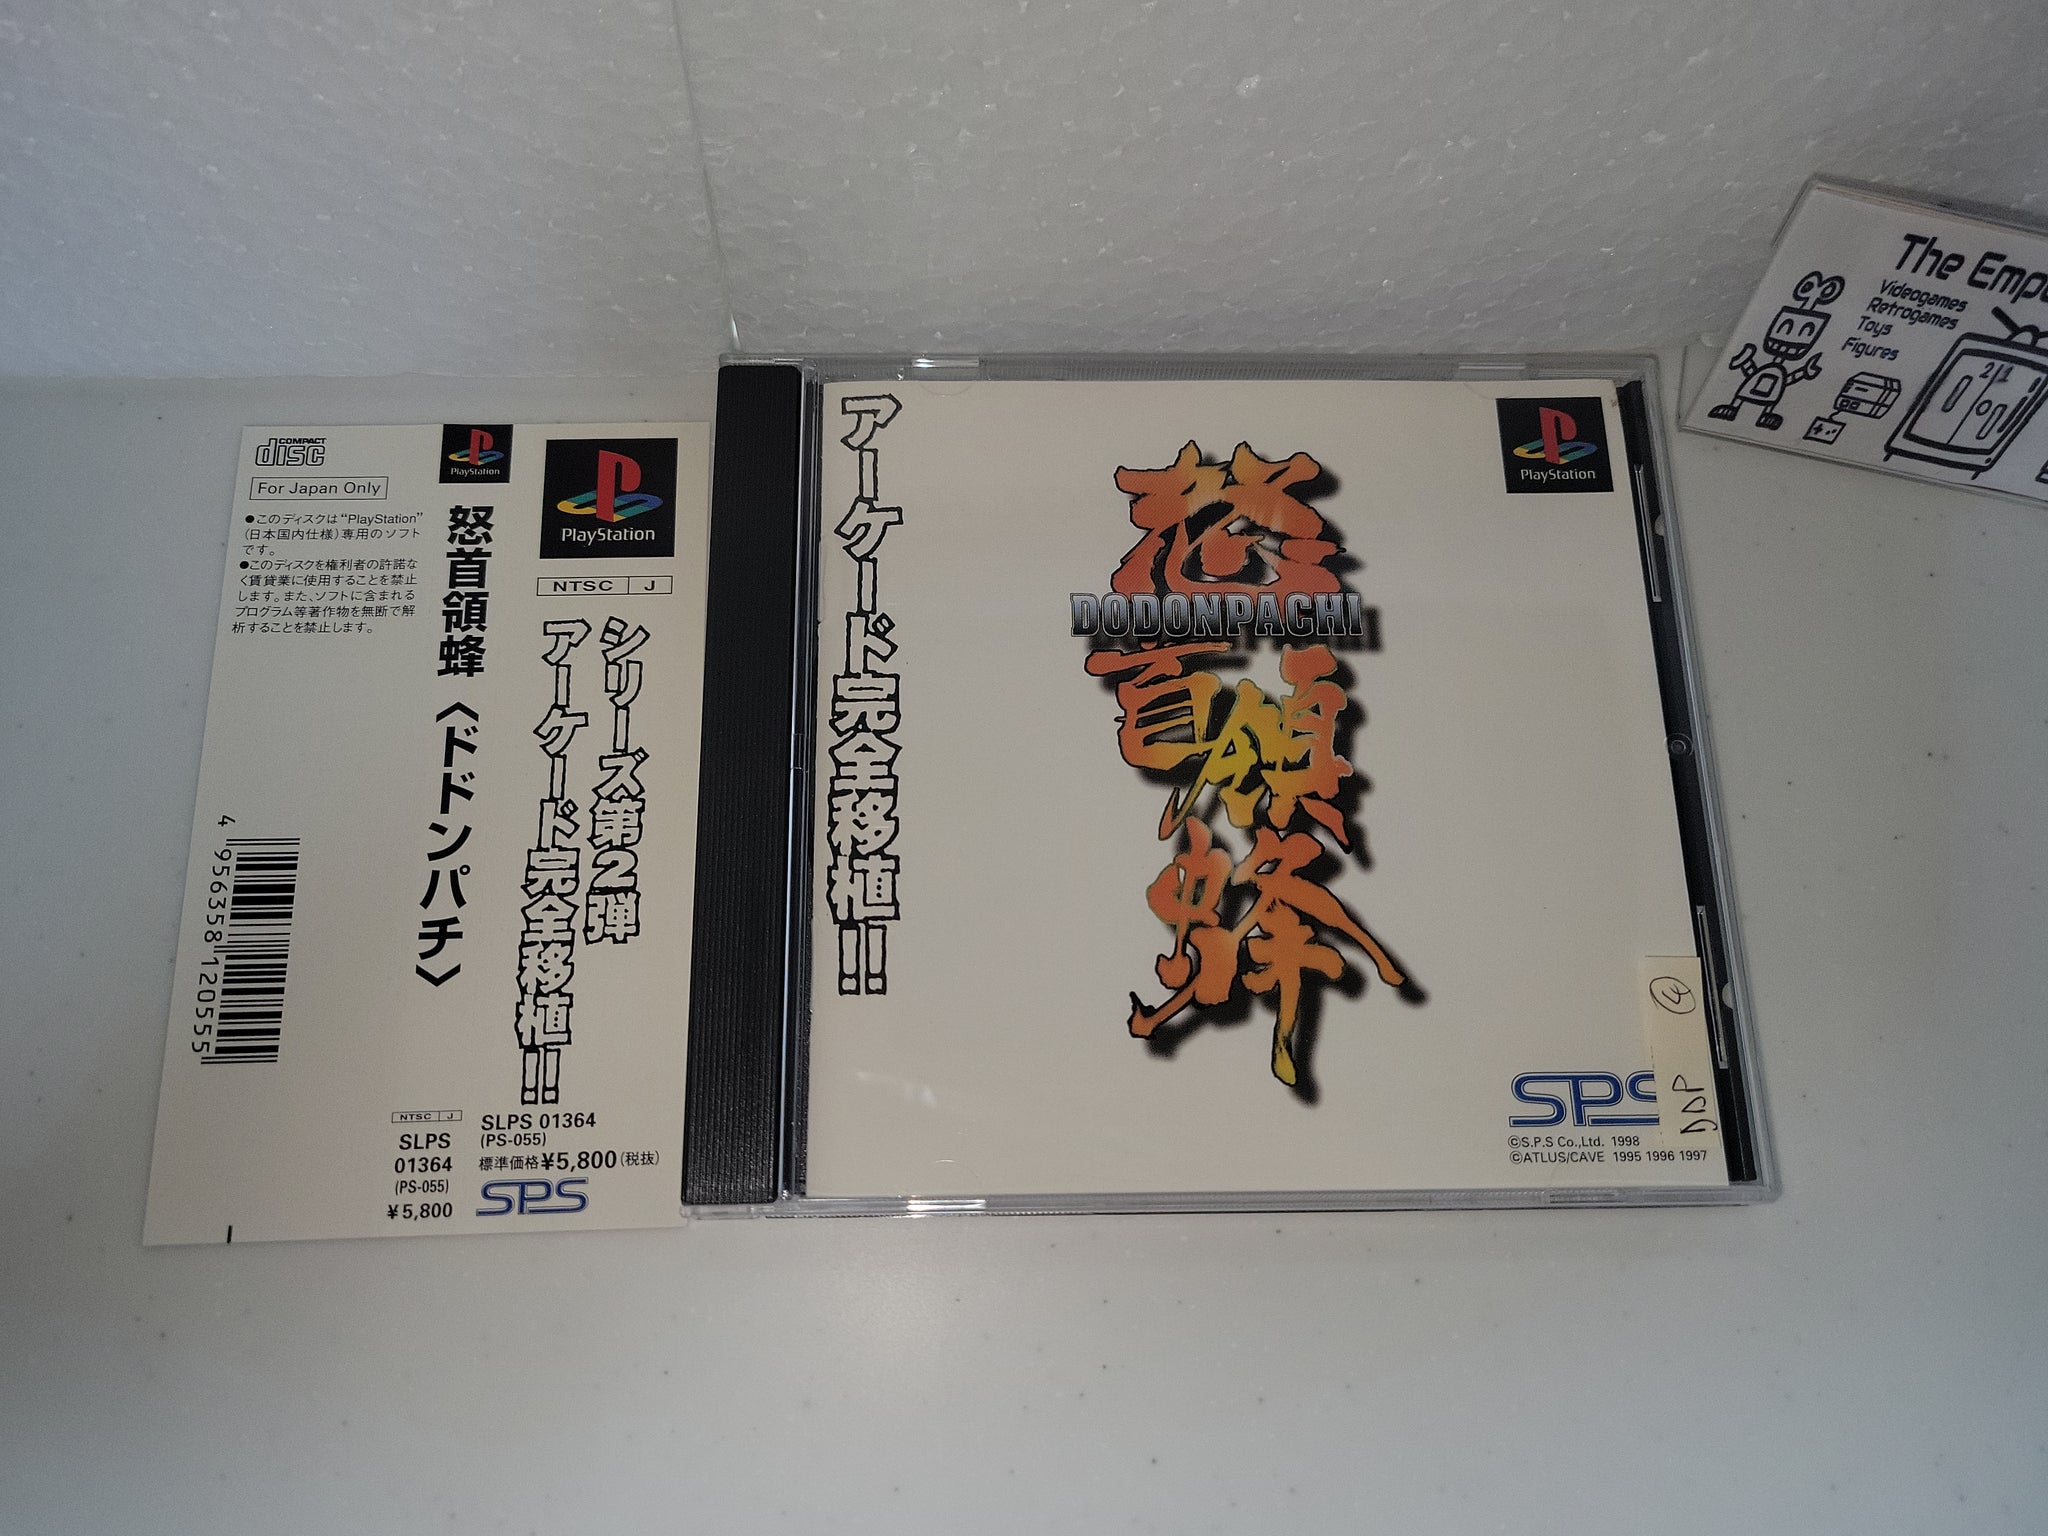 COMPACT
disc
For Japan Only
●このディスクは“PlayStation”
(日本国内仕様)専用のソフト
です。
●このディスクを権利者の許諾な
く賃貸業に使用することを禁止
します。また、ソフトに含まれる
プログラム等著作物を無断で解
析することを禁止します。
4 956358 120555
PlayStation
怒首領蜂〈ドドンパチ〉
NTSC J
SLPS
01364
(PS-055)
¥5,800
PlayStation
NTSC J
シリーズ第2弾
アーケード完全移植!!
SLPS 01364
(PS-055)
標準価格¥5,800(税抜)
SPS
アーケード完全移植!!
怒首領蜂
DODONPACHI
PlayStation
SPS
©S.P.S Co.,Ltd. 1998
©ATLUS/CAVE 1995 1996 1997
DDP
The Emp
Videogames
Retrogames
Toys
Figures
21